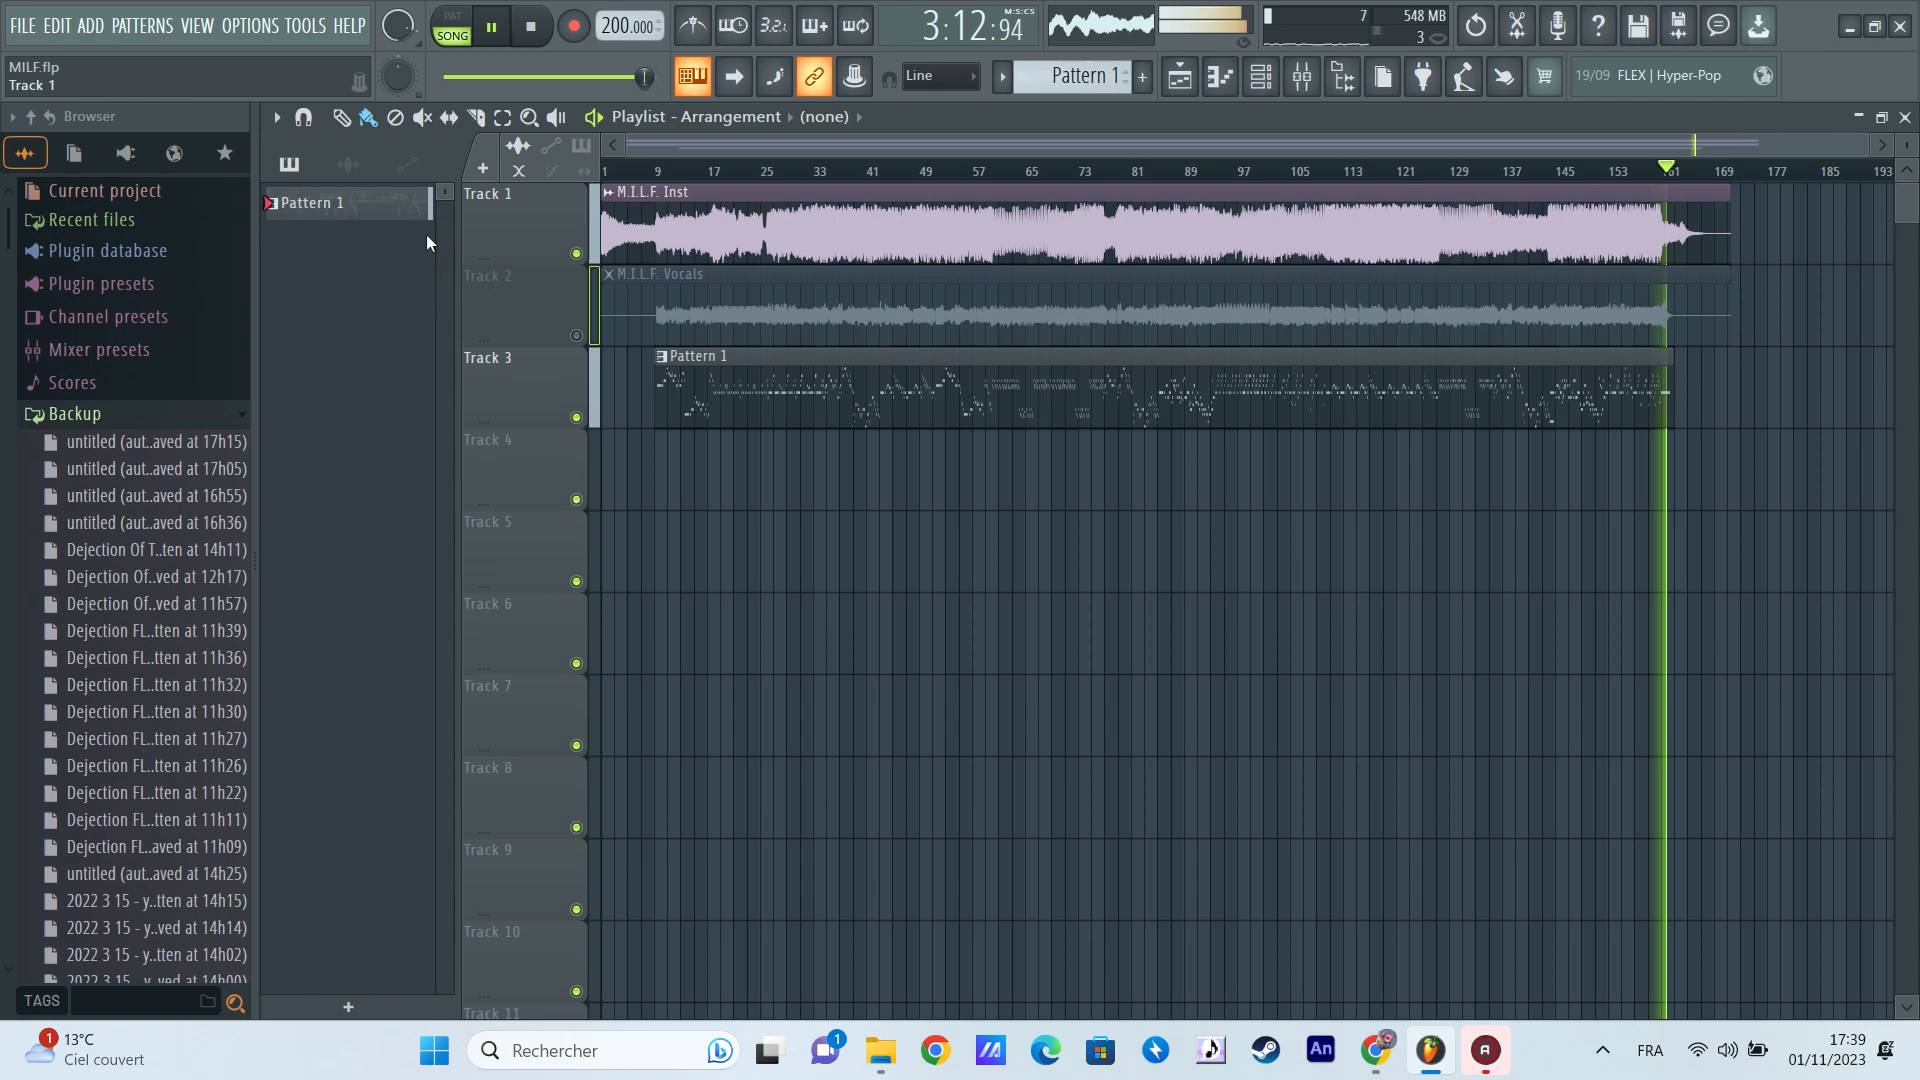 FILE EDIT ADD PATTERNS VIEW OPTIONS TOOLS HELP
PAT
SONG
200.000
3.2.
M:S:CS
3:12:94
7
548 MB
3
MILF.flp
Track 1
Line
Pattern 1
+
19/09 FLEX | Hyper-Pop
Browser
Playlist - Arrangement (none)
Current project
Recent files
Plugin database
Plugin presets
Channel presets
Mixer presets
Scores
Backup
untitled (aut..aved at 17h15)
untitled (aut..aved at 17h05)
untitled (aut..aved at 16h55)
untitled (aut..aved at 16h36)
Dejection Of T..ten at 14h11)
Dejection Of..ved at 12h17)
Dejection Of..ved at 11h57)
Dejection FL..tten at 11h39)
Dejection FL..tten at 11h36)
Dejection FL..tten at 11h32)
Dejection FL..tten at 11h30)
Dejection FL..tten at 11h27)
Dejection FL..tten at 11h26)
Dejection FL..tten at 11h22)
Dejection FL..tten at 11h11)
Dejection FL..aved at 11h09)
untitled (aut..aved at 14h25)
2022 3 15 - y..tten at 14h15)
2022 3 15 - y..ved at 14h14)
2022 3 15 - y..tten at 14h02)
2022 3 15 - y..ved at 14h00)
TAGS
Pattern 1
1 9 17 25 33 41 49 57 65 73 81 89 97 105 113 121 129 137 145 153 161 169 177 185 193
Track 1
M.I.L.F. Inst
Track 2
M.I.L.F. Vocals
Track 3
Pattern 1
Track 4
Track 5
Track 6
Track 7
Track 8
Track 9
Track 10
Track 11
1
13°C
Ciel couvert
Rechercher
1
An
FRA
17:39
01/11/2023